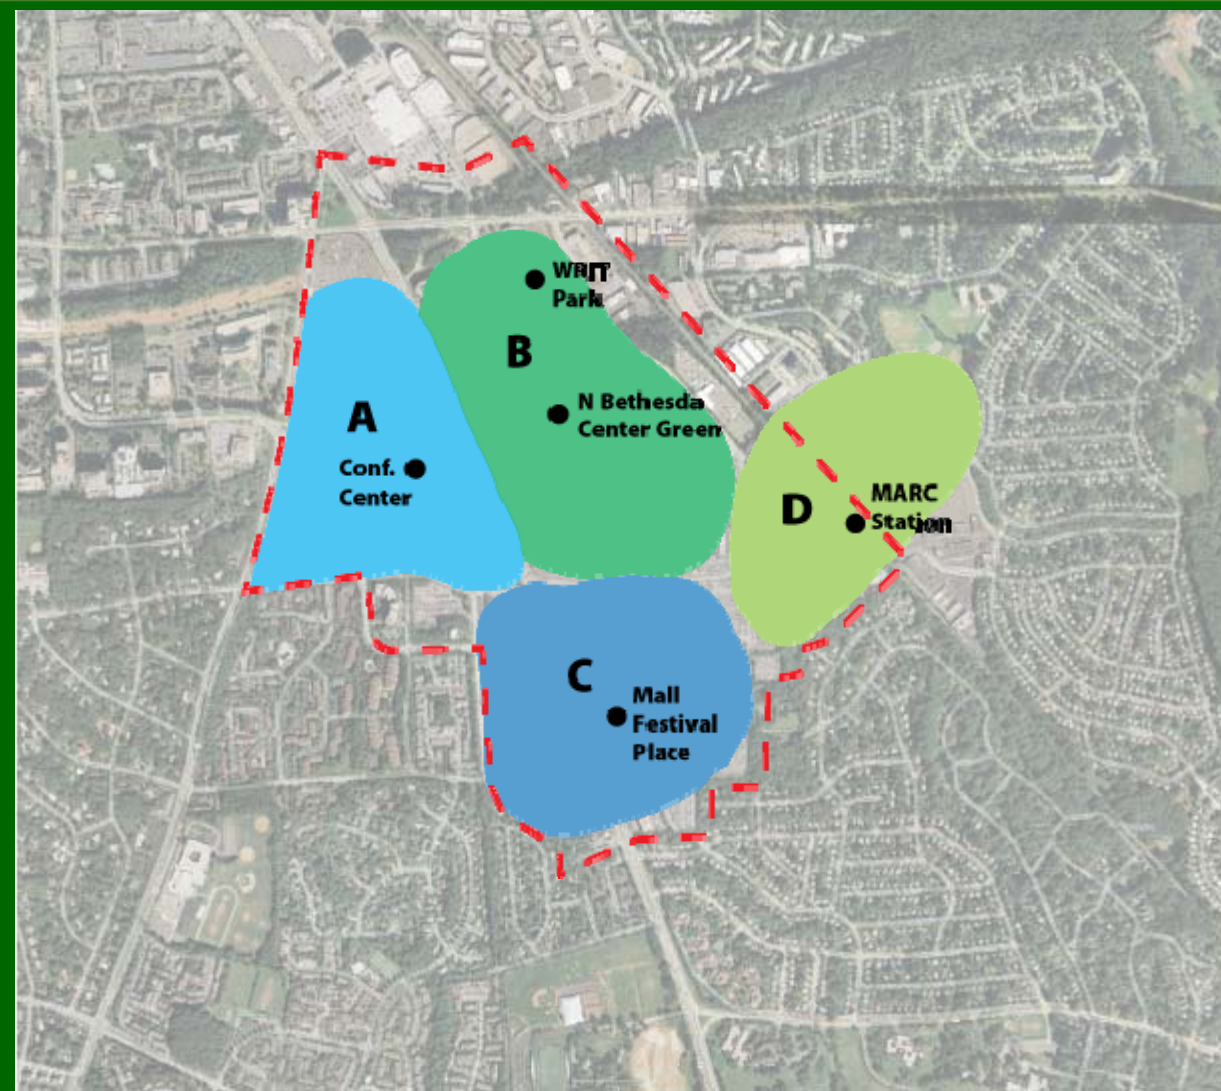 WRIT
Park
B
N Bethesda
Center Green
A
Conf.
Center
MARC
Station
D
C
Mall
Festival
Place